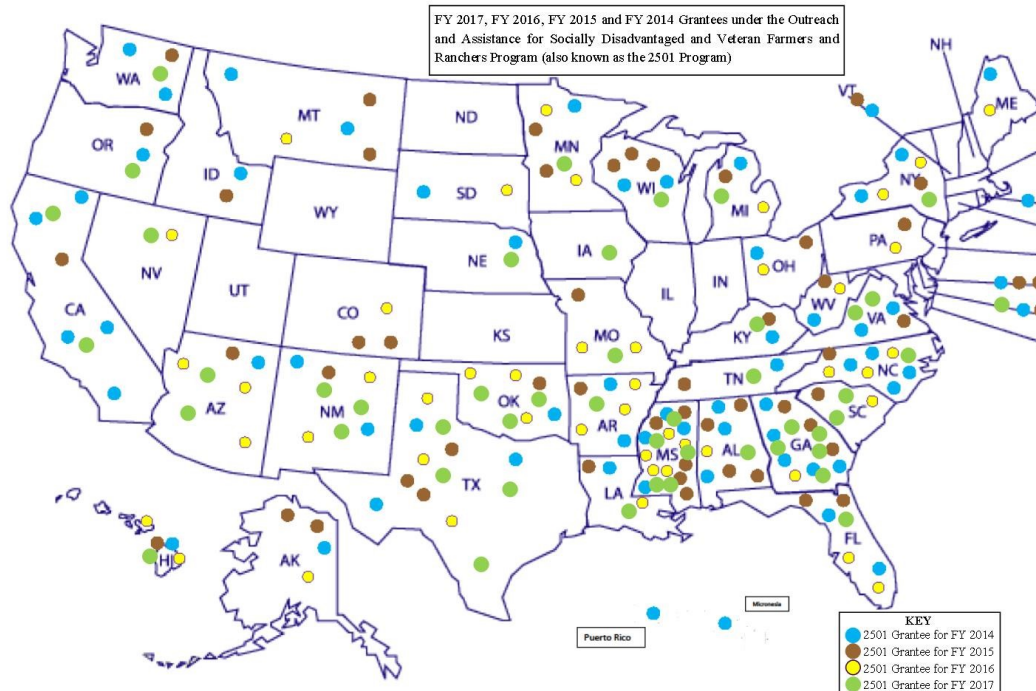 FY 2017, FY 2016, FY 2015 and FY 2014 Grantees under the Outreach
and Assistance for Socially Disadvantaged and Veteran Farmers and
Ranchers Program (also known as the 2501 Program)
NH
VT
ME
WA
MT
ND
MN
OR
ID
SD
WI
MI
NY
WY
IA
PA
NE
OH
NV
IL
IN
UT
CO
WV
CA
KS
MO
VA
KY
NC
TN
OK
AZ
NM
AR
SC
MS
AL
GA
TX
LA
FL
HI
AK
Micronesia
Puerto Rico
KEY
2501 Grantee for FY 2014
2501 Grantee for FY 2015
2501 Grantee for FY 2016
2501 Grantee for FY 2017